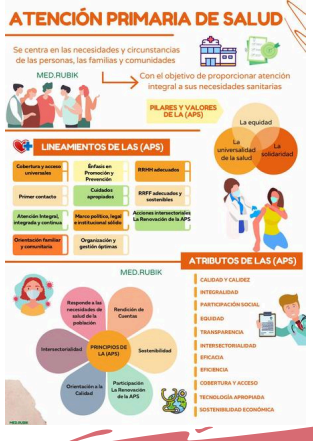 ATENCIÓN PRIMARIA DE SALUD
Se centra en las necesidades y circunstancias
de las personas, las familias y comunidades
MED.RUBIK
Con el objetivo de proporcionar atención
integral a sus necesidades sanitarias
PILARES Y VALORES
DE LA (APS)
La equidad
La
universalidad
de la salud
La
solidaridad
LINEAMIENTOS DE LAS (APS)
Cobertura y acceso
universales
Énfasis en
Promoción y
Prevención
RRHH adecuados
Primer contacto
Cuidados
apropiados
RRFF adecuados y
sostenibles
Atención Integral,
integrada y continua
Marco político, legal
e institucional sólido
Acciones intersectoriales
La Renovación de la APS
Orientación familiar
y comunitaria
Organización y
gestión óptimas
MED.RUBIK
Responde a las
necesidades de
salud de la
población
Rendición de
Cuentas
Intersectorialidad
PRINCIPIOS DE
LA (APS)
Sostenibilidad
Orientación a la
Calidad
Participación
La Renovación
de la APS
ATRIBUTOS DE LAS (APS)
CALIDAD Y CALIDEZ
INTEGRALIDAD
PARTICIPACIÓN SOCIAL
EQUIDAD
TRANSPARENCIA
INTERSECTORIALIDAD
EFICACIA
EFICIENCIA
COBERTURA Y ACCESO
TECNOLOGÍA APROPIADA
SOSTENIBILIDAD ECONÓMICA
MED.RUBIK